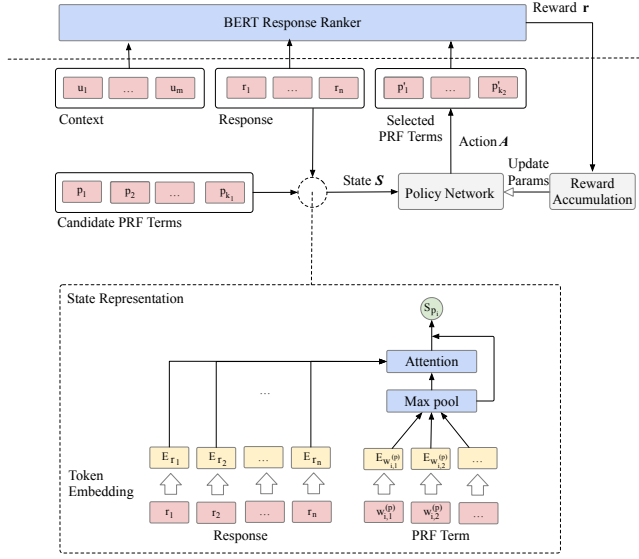 Reward r
BERT Response Ranker
u1 … um
r1 … rn
p'1 … p'k2
Context
Response
Selected
PRF Terms
Action A
Update
Params
p1 p2 … pk1
State S
Policy Network
Reward
Accumulation
Candidate PRF Terms
State Representation
Spi
Attention
…
Max pool
Er1 Er2 … Ern
Ew(p)i,1 Ew(p)i,2 …
Token
Embedding
r1 r2 … rn
w(p)i,1 w(p)i,2 …
Response
PRF Term